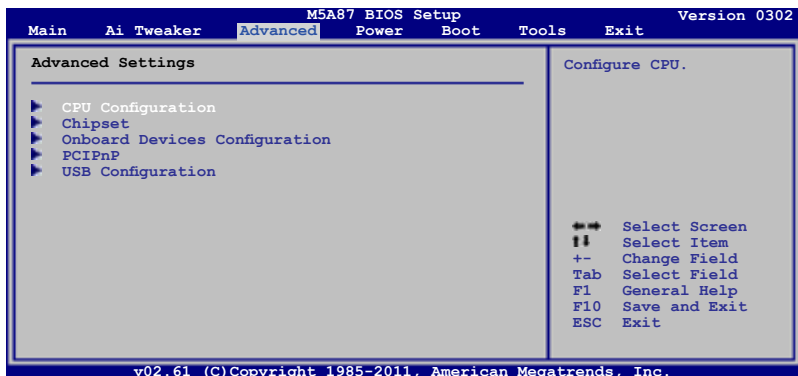 M5A87 BIOS Setup Version 0302
Main Ai Tweaker Advanced Power Boot Tools Exit
Advanced Settings
CPU Configuration
Chipset
Onboard Devices Configuration
PCIPnP
USB Configuration
Configure CPU.
Select Screen
Select Item
+- Change Field
Tab Select Field
F1 General Help
F10 Save and Exit
ESC Exit
v02.61 (C)Copyright 1985-2011, American Megatrends, Inc.